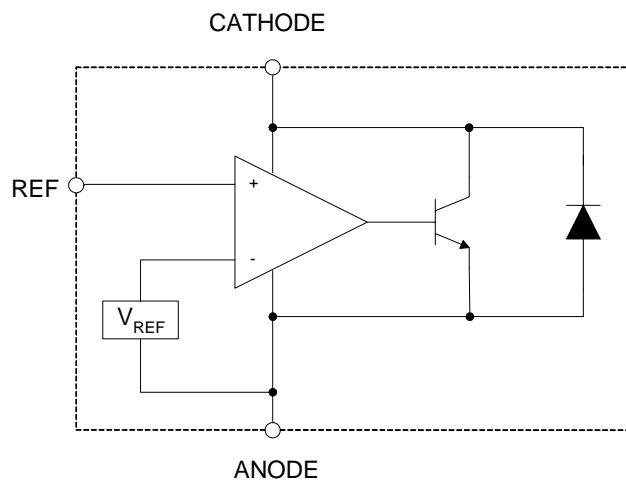 CATHODE
REF
+
-
V_REF
ANODE